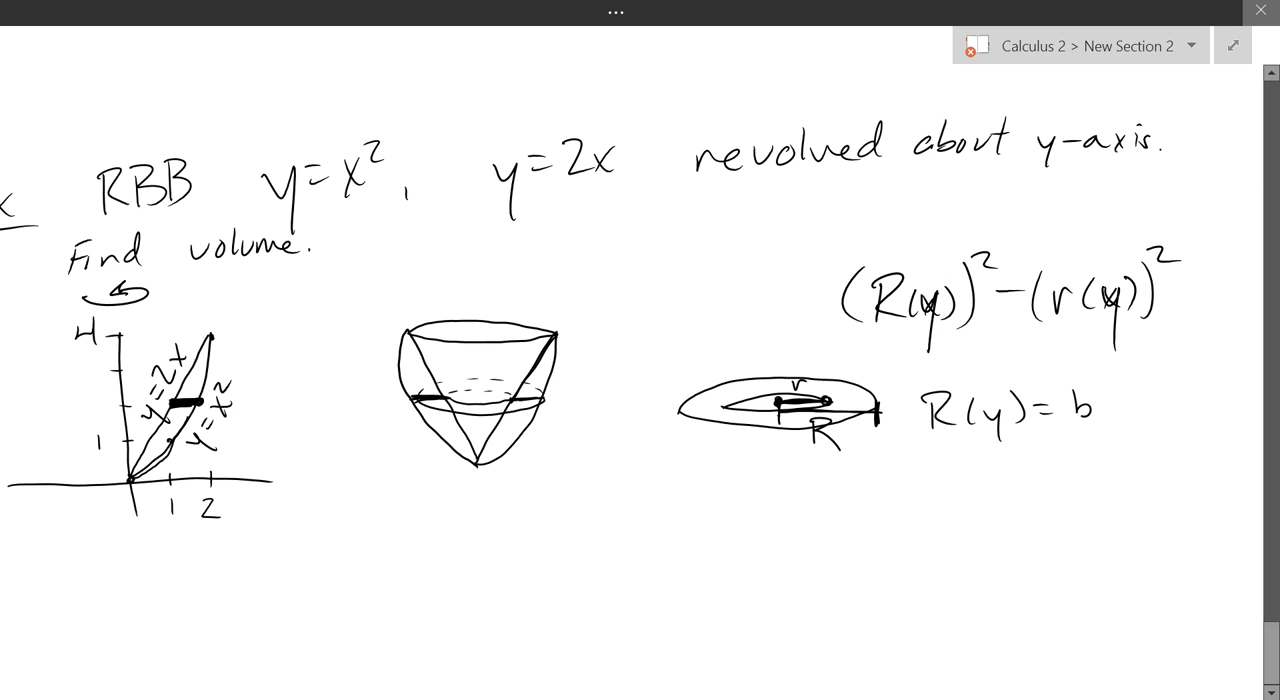 ...
Calculus 2 > New Section 2
RBB y=x², y=2x revolved about y-axis.
Find volume.
(R(y))² - (r(y))²
4
y=2x
y=x²
1
1 2
r
R
R(y)= b